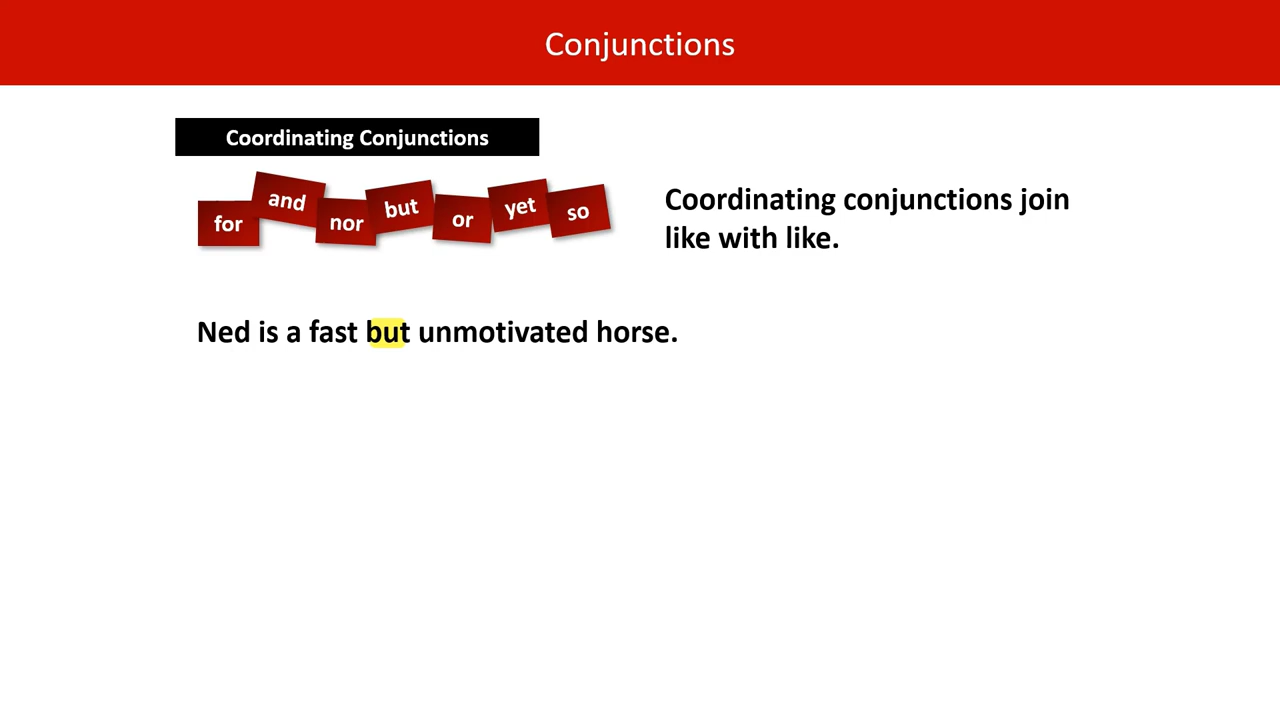 Conjunctions
Coordinating Conjunctions
for and nor but or yet so
Coordinating conjunctions join
like with like.
Ned is a fast but unmotivated horse.